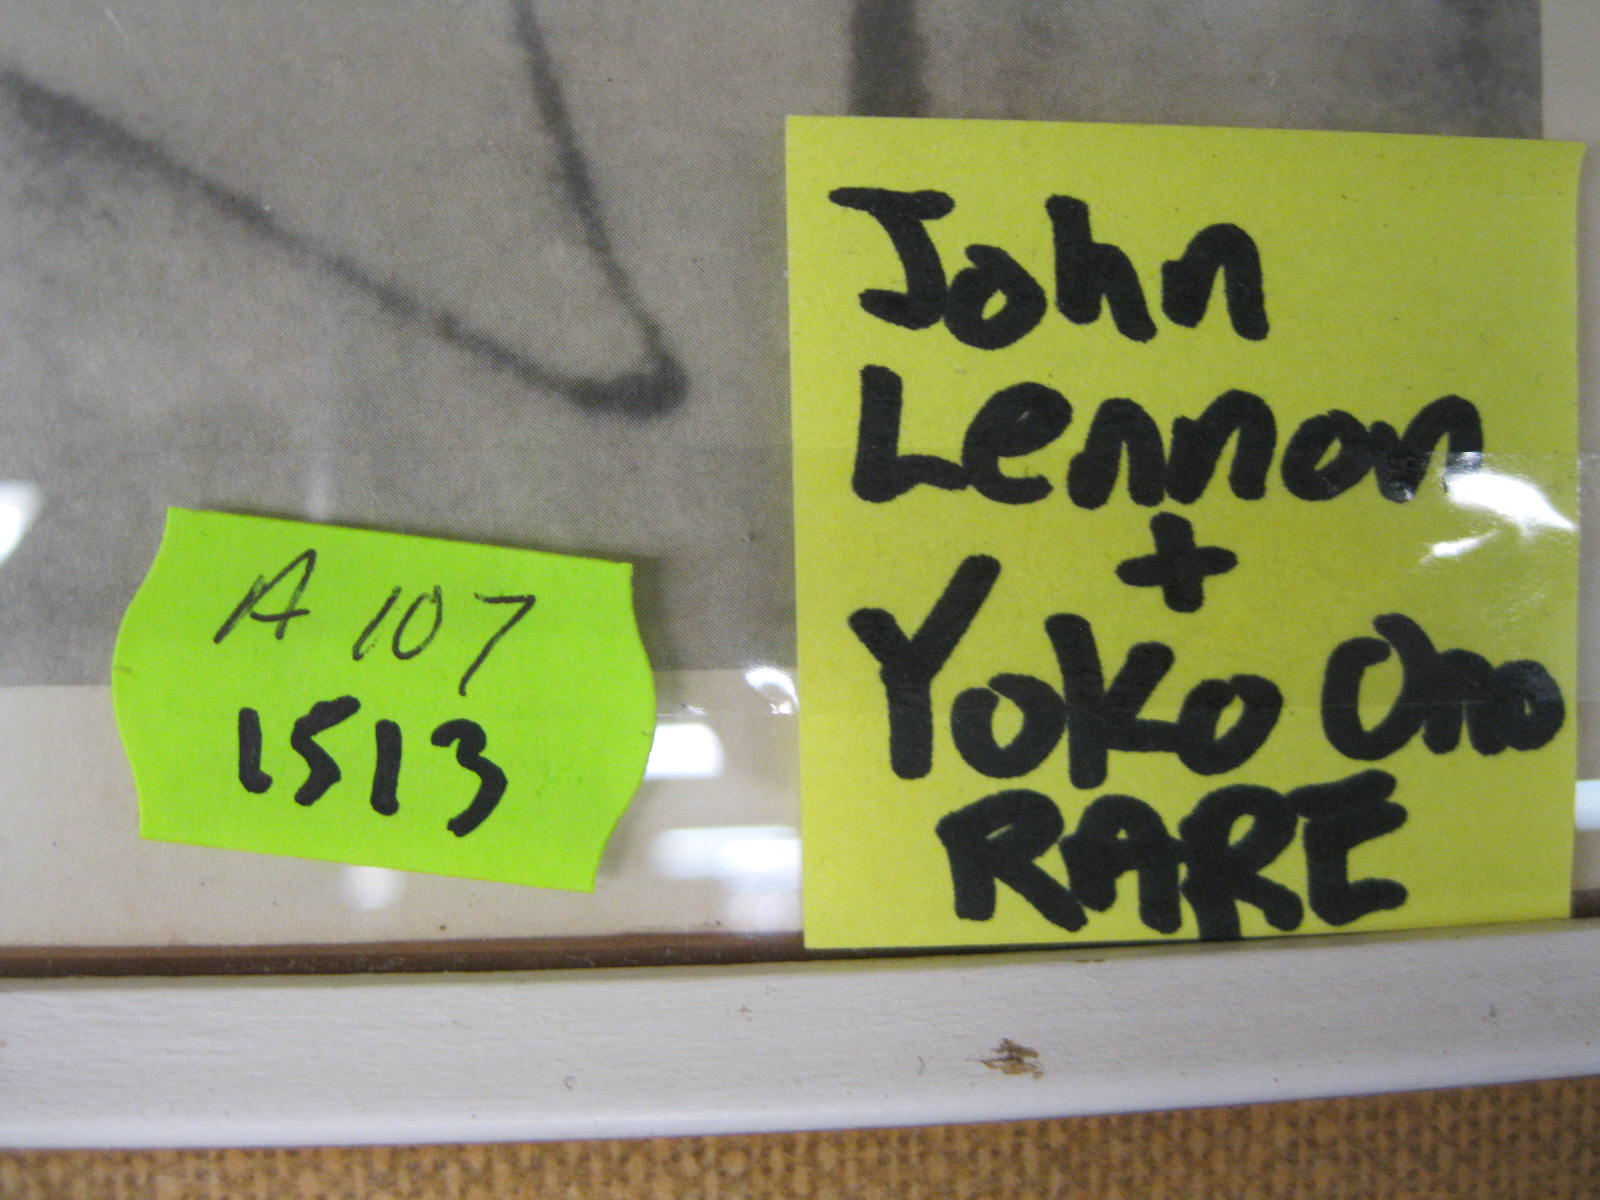 A 107
1513
John
Lennon
+
Yoko Ono
RARE